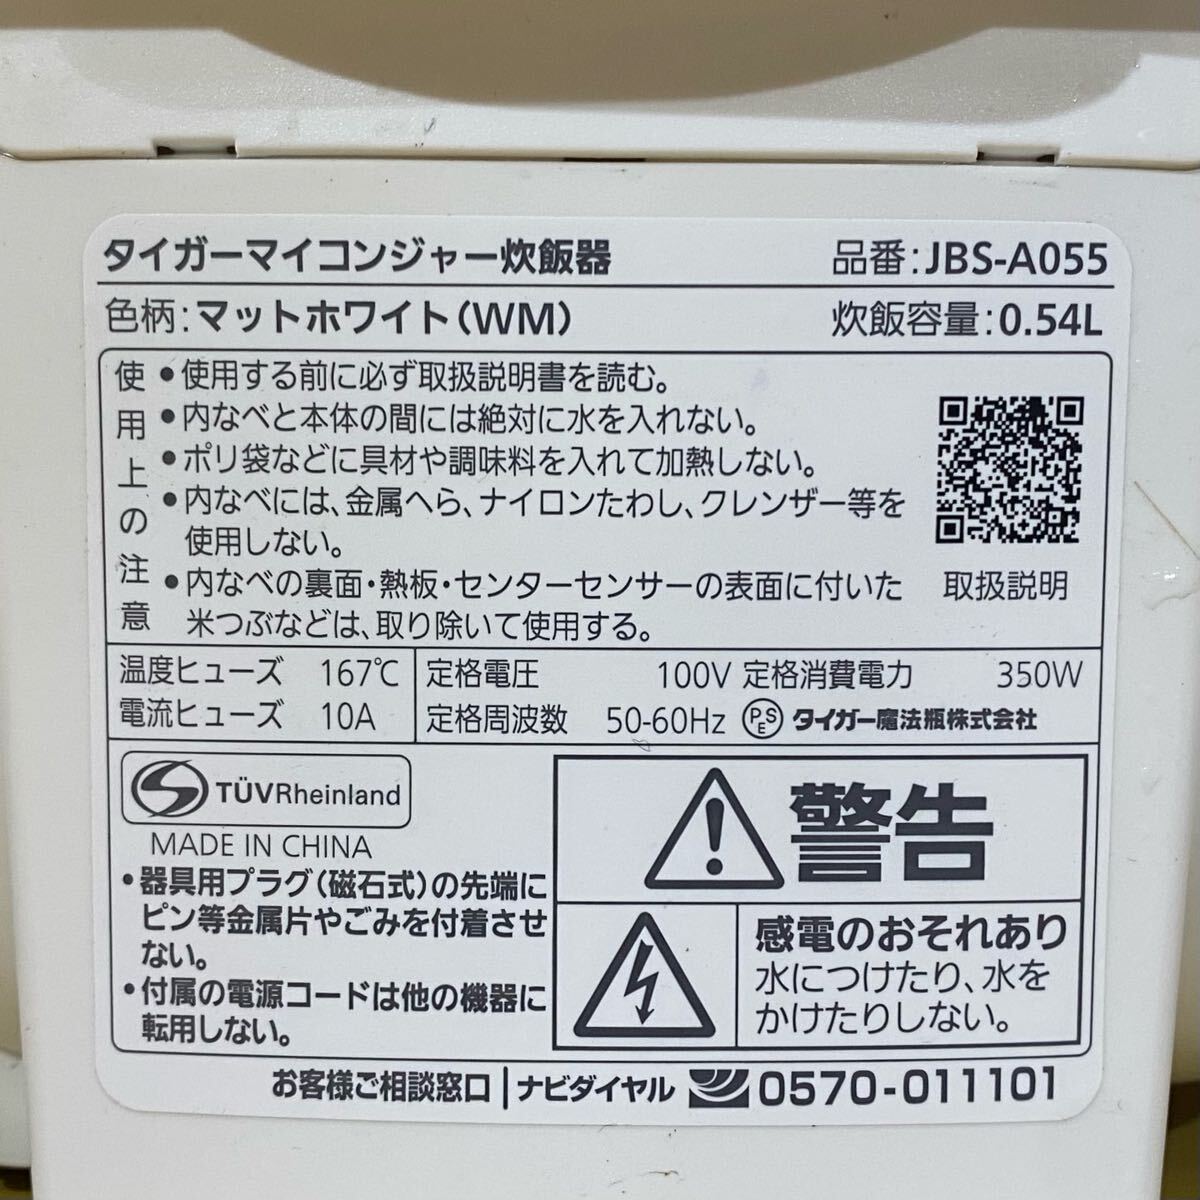 タイガーマイコンジャー炊飯器
品番:JBS-A055
色柄:マットホワイト(WM)
炊飯容量:0.54L
使用上の注意
•使用する前に必ず取扱説明書を読む。
•内なべと本体の間には絶対に水を入れない。
•ポリ袋などに具材や調味料を入れて加熱しない。
•内なべには、金属へら、ナイロンたわし、クレンザー等を
使用しない。
•内なべの裏面・熱板・センターセンサーの表面に付いた
米つぶなどは、取り除いて使用する。
取扱説明
温度ヒューズ 167℃
電流ヒューズ 10A
定格電圧 100V 定格消費電力 350W
定格周波数 50-60Hz PSE タイガー魔法瓶株式会社
TÜVRheinland
MADE IN CHINA
•器具用プラグ(磁石式)の先端に
ピン等金属片やごみを付着させ
ない。
•付属の電源コードは他の機器に
転用しない。
警告
感電のおそれあり
水につけたり、水を
かけたりしない。
お客様ご相談窓口|ナビダイヤル 0570-011101